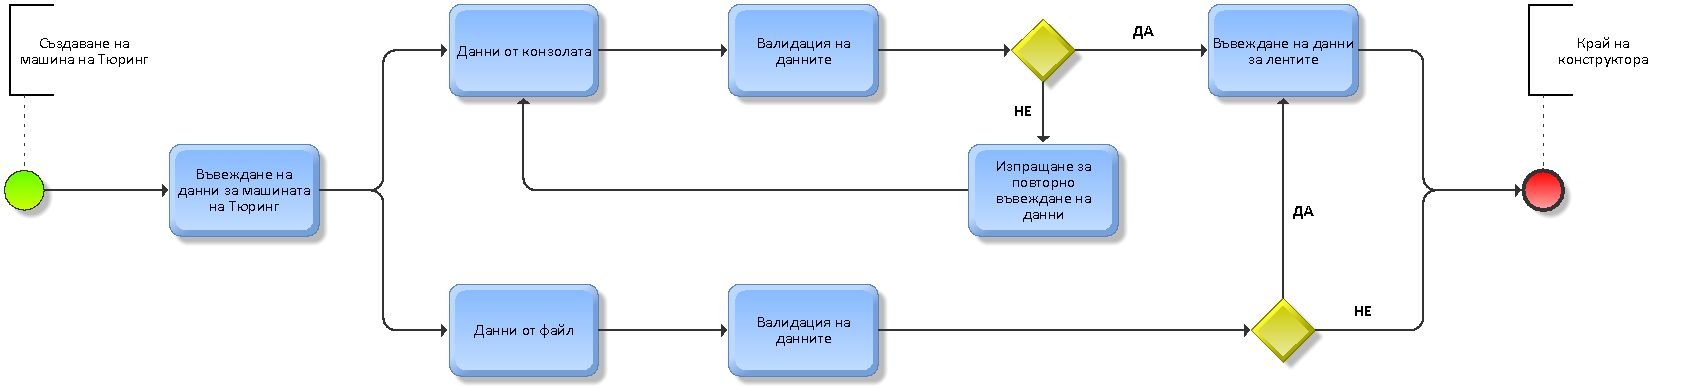 Създаване на
машина на Тюринг
Данни от конзолата
Валидация на
данните
ДА
Въвеждане на данни
за лентите
Край на
конструктора
НЕ
Въвеждане на
данни за машината
на Тюринг
Изпращане за
повторно
въвеждане на
данни
ДА
Данни от файл
Валидация на
данните
НЕ